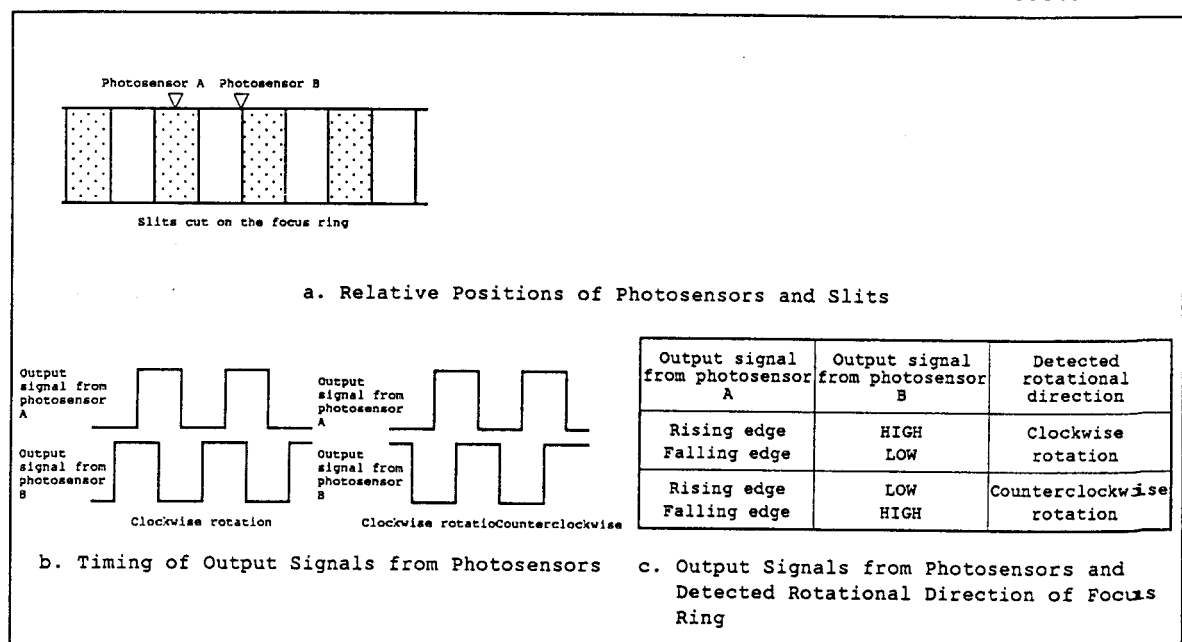 Photosensor A Photosensor B
Slits cut on the focus ring
a. Relative Positions of Photosensors and Slits
Output
signal from
photosensor
A
Output
signal from
photosensor
B
Clockwise rotation
Output
signal from
photosensor
A
Output
signal from
photosensor
B
Clockwise rotatioCounterclockwise
b. Timing of Output Signals from Photosensors
Output signal
from photosensor
A
Output signal
from photosensor
B
Detected
rotational
direction
Rising edge HIGH Clockwise
Falling edge LOW rotation
Rising edge LOW Counterclockwise
Falling edge HIGH rotation
c. Output Signals from Photosensors and
Detected Rotational Direction of Focus
Ring